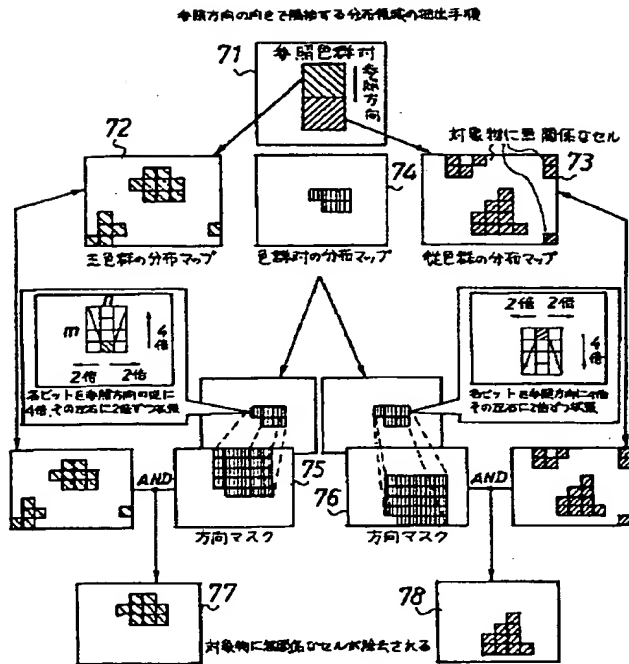 参照方向の向きで隣接する分布領域の抽出手順
71
参照色群対
参照方向
72
74
対象物に無関係なセル
73
主色群の分布マップ
色群対の分布マップ
従色群の分布マップ
n
m
4倍
2倍 2倍
各ビットを参照方向の逆に
4倍,その左右に2倍ずつ拡張
2倍 2倍
4倍
各ビットを参照方向に4倍
その左右に2倍ずつ拡張
AND
75
方向マスク
76
方向マスク
AND
77
78
対象物に無関係なセルが除去される